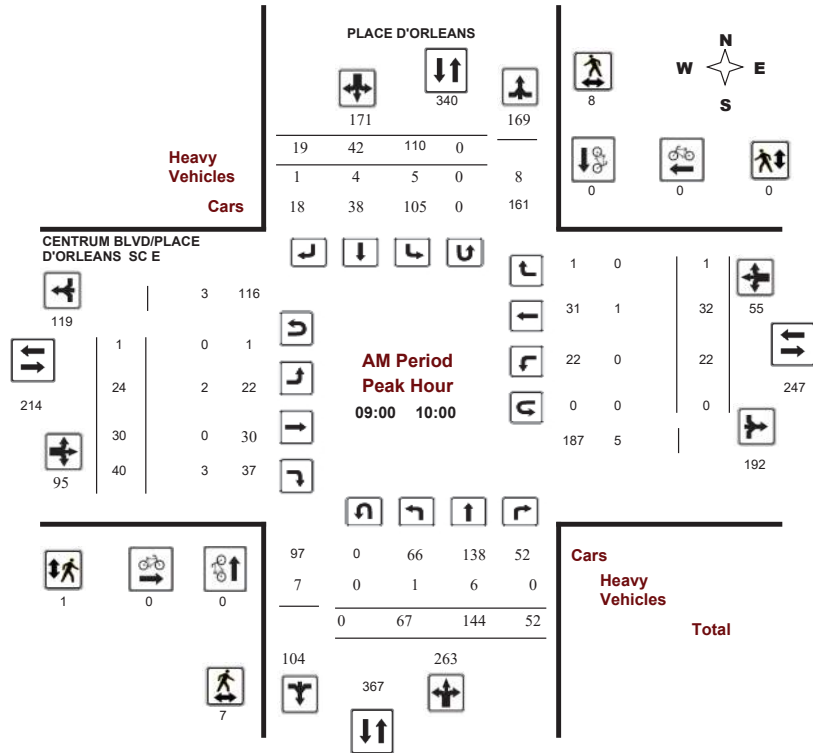 PLACE D'ORLEANS
N
W E
S
340
8
171 169
19 42 110 0
Heavy
Vehicles
1 4 5 0 8
Cars
18 38 105 0 161
0 0 0
CENTRUM BLVD/PLACE
D'ORLEANS SC E
3 116
119
1 0 1
24 2 22
214
30 0 30
40 3 37
95
AM Period
Peak Hour
09:00 10:00
1 0 1
31 1 32 55
22 0 22
247
0 0 0
187 5
192
97 0 66 138 52 Cars
7 0 1 6 0 Heavy
Vehicles
0 67 144 52 Total
1 0 0
104 263
367
7